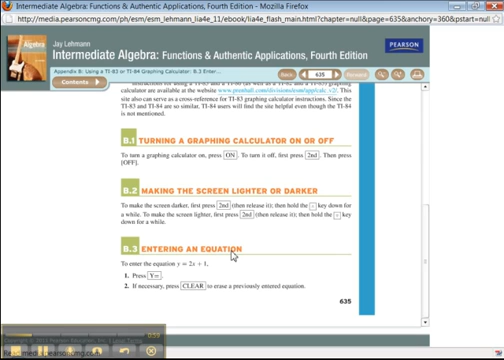 Intermediate Algebra: Functions & Authentic Applications, Fourth Edition - Mozilla Firefox
http://media.pearsoncmg.com/ph/esm/esm_lehmann_lia4e_11/ebook/lia4e_flash_main.html?chapter=null&page=635&anchory=360&pstart=null
Algebra
Jay Lehmann
Intermediate Algebra: Functions & Authentic Applications, Fourth Edition
PEARSON
Appendix B: Using a TI-83 or TI-84 Graphing Calculator: B.3 Enter...
Contents
Back
635
Next
calculator are available at the website www.prenhall.com/divisions/esm/app/calc_v2/. This
site also can serve as a cross-reference for TI-83 graphing calculator instructions. Since the
TI-83 and TI-84 are so similar, TI-84 users will find the site helpful even though the TI-84
is not mentioned.
B.1 TURNING A GRAPHING CALCULATOR ON OR OFF
To turn a graphing calculator on, press ON. To turn it off, first press 2nd. Then press
[OFF].
B.2 MAKING THE SCREEN LIGHTER OR DARKER
To make the screen darker, first press 2nd (then release it); then hold the key down for
a while. To make the screen lighter, first press 2nd (then release it); then hold the key
down for a while.
B.3 ENTERING AN EQUATION
To enter the equation y = 2x + 1,
1. Press Y= .
2. If necessary, press CLEAR to erase a previously entered equation.
635
0:59
Read media.pearsoncmg.com